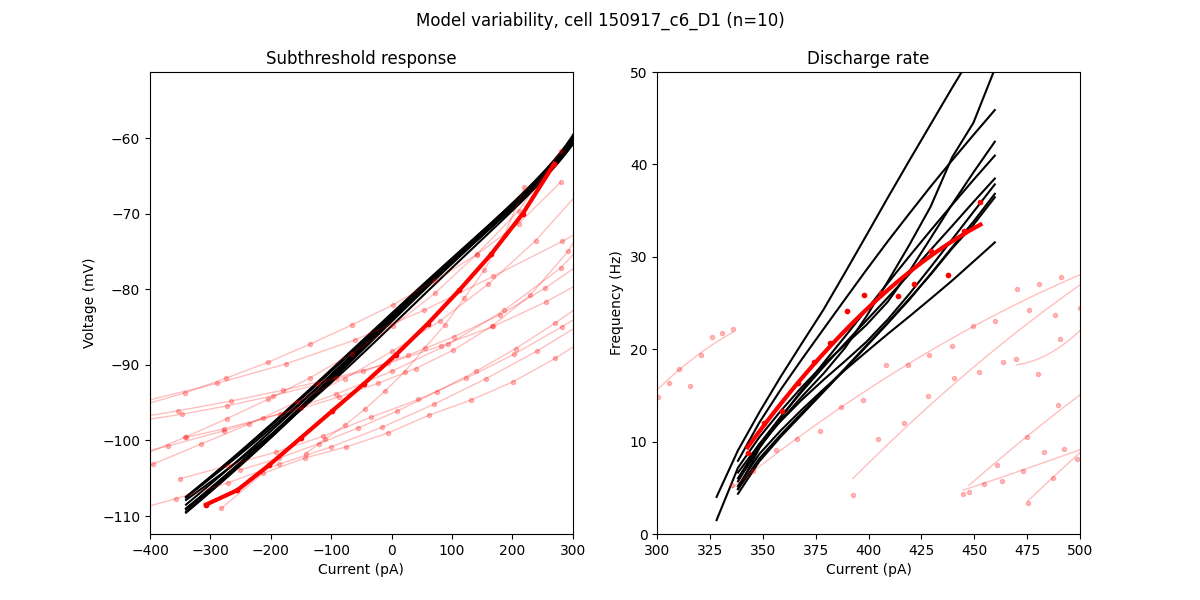 Model variability, cell 150917_c6_D1 (n=10)
Subthreshold response
−60
−70
−80
−90
−100
−110
Voltage (mV)
−400 −300 −200 −100 0 100 200 300
Current (pA)
Discharge rate
50
40
30
20
10
0
Frequency (Hz)
300 325 350 375 400 425 450 475 500
Current (pA)